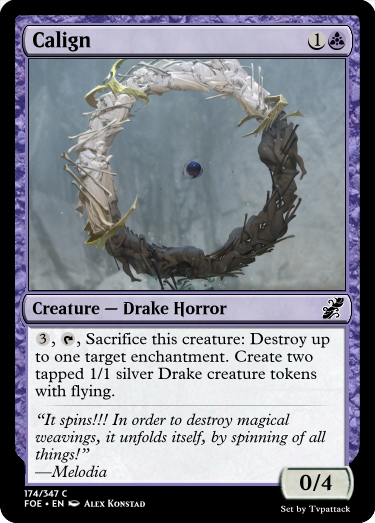 Calign
1
Creature — Drake Horror
3, T, Sacrifice this creature: Destroy up
to one target enchantment. Create two
tapped 1/1 silver Drake creature tokens
with flying.
“It spins!!! In order to destroy magical
weavings, it unfolds itself, by spinning of all
things!”
—Melodia
0/4
174/347 C
FOE • EN Alex Konstad
Set by Tvpattack